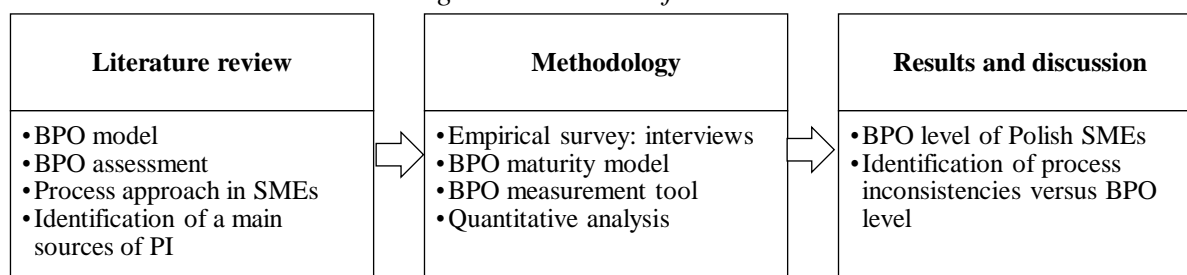 Literature review
•BPO model
•BPO assessment
•Process approach in SMEs
•Identification of a main
sources of PI
Methodology
•Empirical survey: interviews
•BPO maturity model
•BPO measurement tool
•Quantitative analysis
Results and discussion
•BPO level of Polish SMEs
•Identification of process
inconsistencies versus BPO
level